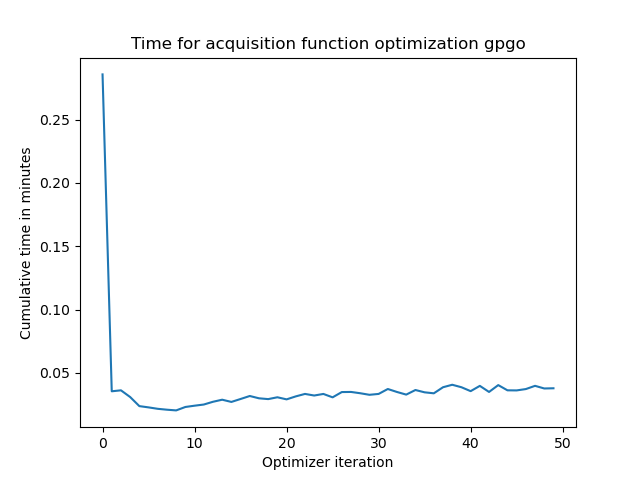 Time for acquisition function optimization gpgo
Cumulative time in minutes
0.25
0.20
0.15
0.10
0.05
0 10 20 30 40 50
Optimizer iteration